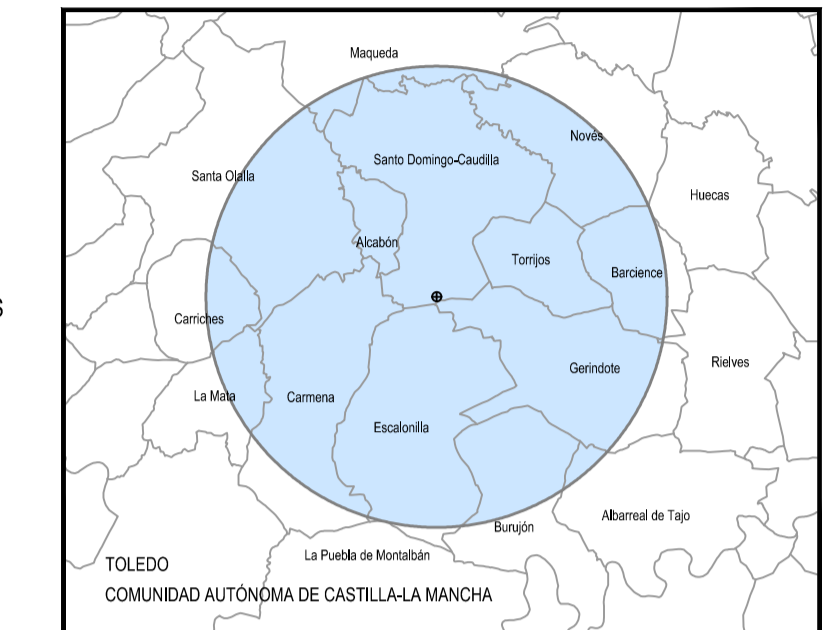 Maqueda
Novés
Santo Domingo-Caudilla
Santa Olalla
Huecas
Alcabón
Torrijos
Barcience
S
Carriches
Rielves
Gerindote
La Mata
Carmena
Escalonilla
Albarreal de Tajo
Burujón
La Puebla de Montalbán
TOLEDO
COMUNIDAD AUTÓNOMA DE CASTILLA-LA MANCHA